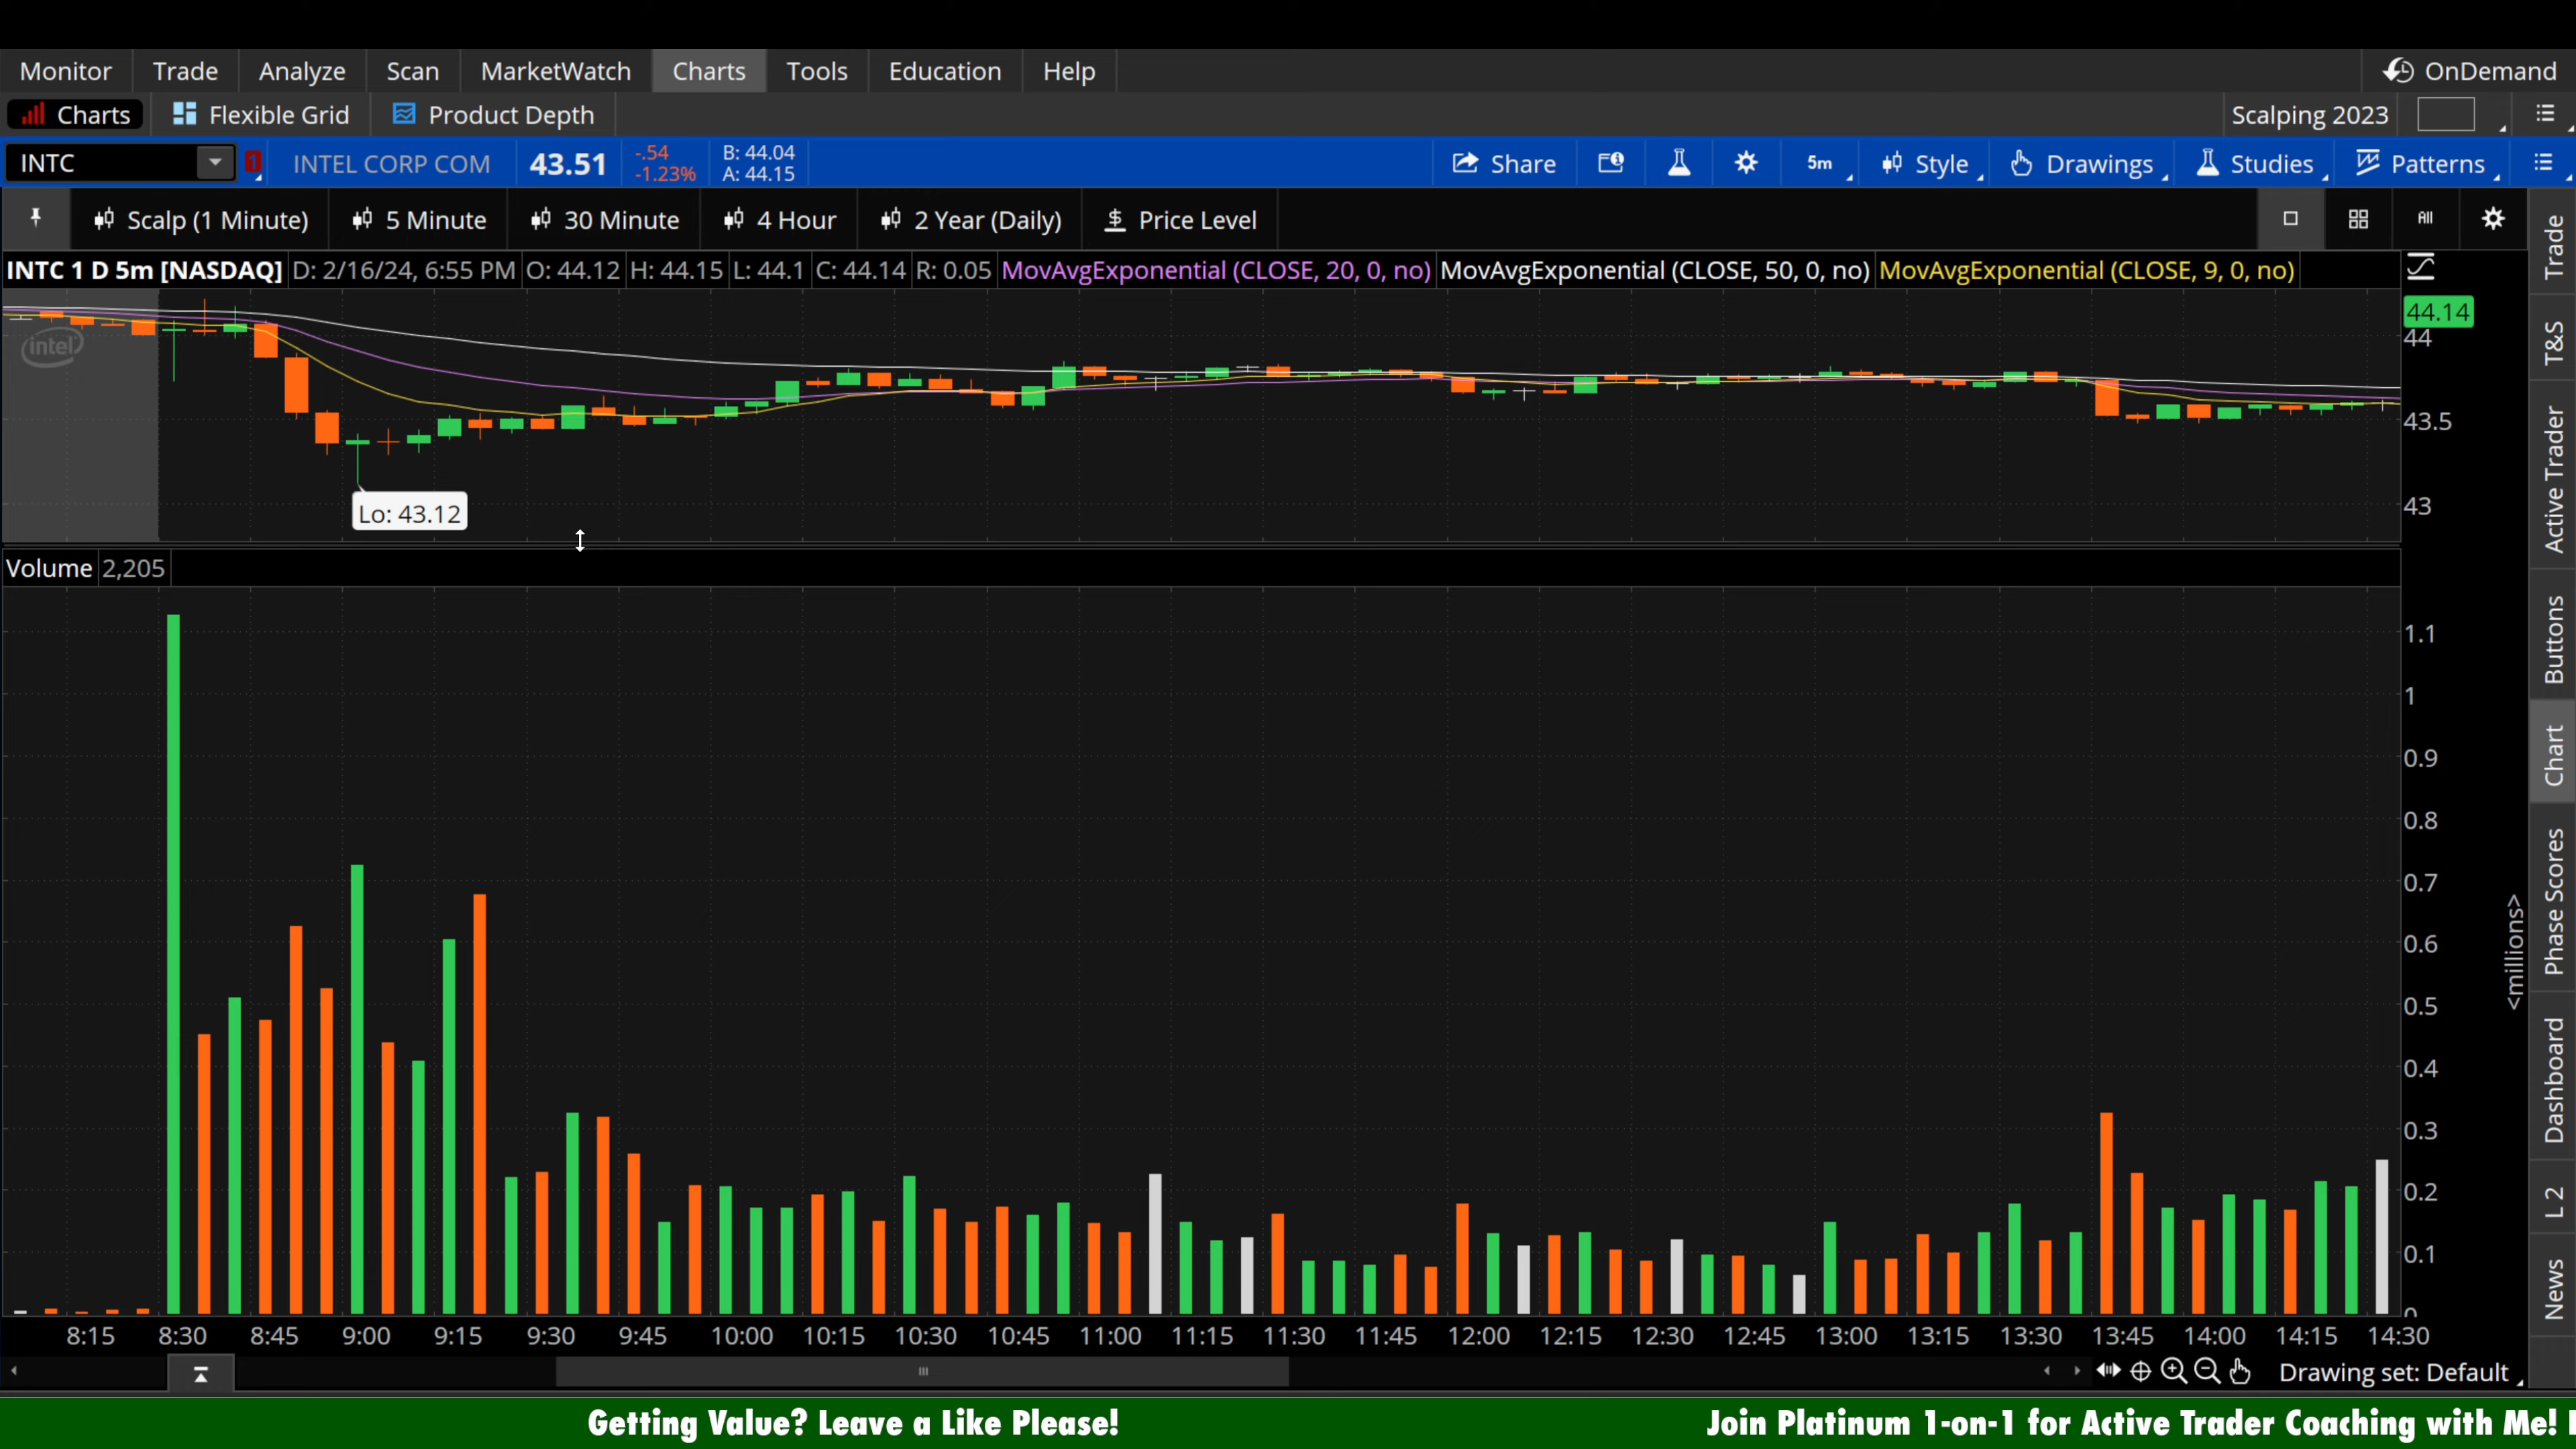 Monitor Trade Analyze Scan MarketWatch Charts Tools Education Help OnDemand
Charts Flexible Grid Product Depth Scalping 2023
INTC 1 INTEL CORP COM 43.51 -.54 B: 44.04 Share 5m Style Drawings Studies Patterns
-1.23% A: 44.15
Scalp (1 Minute) 5 Minute 30 Minute 4 Hour 2 Year (Daily) Price Level All
INTC 1 D 5m [NASDAQ] D: 2/16/24, 6:55 PM O: 44.12 H: 44.15 L: 44.1 C: 44.14 R: 0.05 MovAvgExponential (CLOSE, 20, 0, no) MovAvgExponential (CLOSE, 50, 0, no) MovAvgExponential (CLOSE, 9, 0, no)
44.14
44
intel
43.5
43
Lo: 43.12
Volume 2,205
1.1
1
0.9
0.8
0.7
0.6
0.5
0.4
0.3
0.2
0.1
0
<millions>
8:15 8:30 8:45 9:00 9:15 9:30 9:45 10:00 10:15 10:30 10:45 11:00 11:15 11:30 11:45 12:00 12:15 12:30 12:45 13:00 13:15 13:30 13:45 14:00 14:15 14:30
Drawing set: Default
Trade
T&S
Active Trader
Buttons
Chart
Phase Scores
Dashboard
L 2
News
Getting Value? Leave a Like Please! Join Platinum 1-on-1 for Active Trader Coaching with Me!